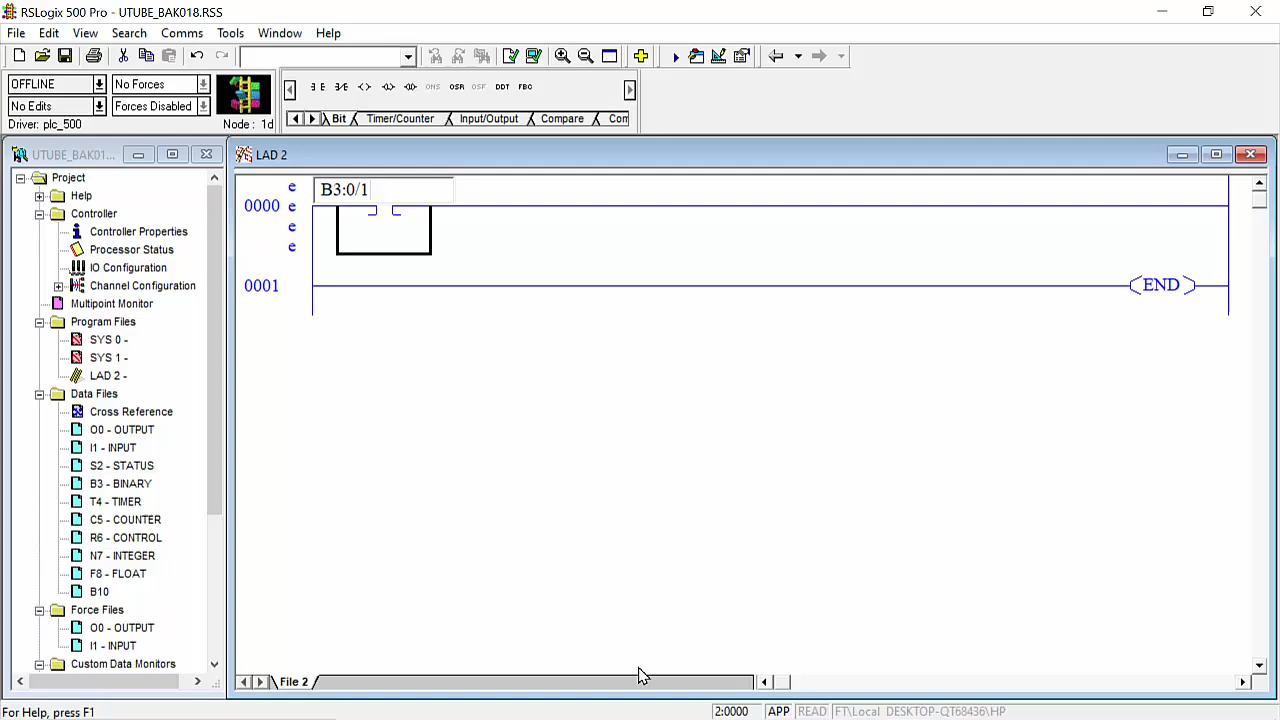 RSLogix 500 Pro - UTUBE_BAK018.RSS
File Edit View Search Comms Tools Window Help
OFFLINE No Forces
No Edits Forces Disabled
Driver: plc_500 Node: 1d
ONS OSR OSF DDT FBC
Bit Timer/Counter Input/Output Compare Com
UTUBE_BAK01...
Project
Help
Controller
Controller Properties
Processor Status
IO Configuration
Channel Configuration
Multipoint Monitor
Program Files
SYS 0 -
SYS 1 -
LAD 2 -
Data Files
Cross Reference
O0 - OUTPUT
I1 - INPUT
S2 - STATUS
B3 - BINARY
T4 - TIMER
C5 - COUNTER
R6 - CONTROL
N7 - INTEGER
F8 - FLOAT
B10
Force Files
O0 - OUTPUT
I1 - INPUT
Custom Data Monitors
LAD 2
e B3:0/1
0000 e
e
e
0001 END
File 2
For Help, press F1
2:0000 APP READ FT\Local DESKTOP-QT68436\HP